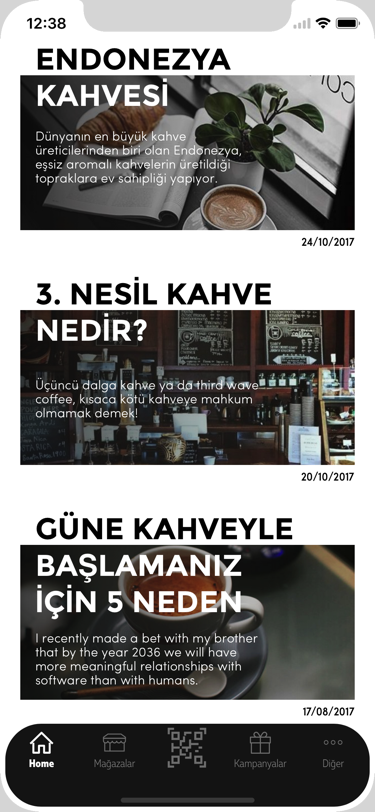 12:38
ENDONEZYA
KAHVESİ
Dünyanın en büyük kahve
üreticilerinden biri olan Endonezya,
eşsiz aromalı kahvelerin üretildiği
topraklara ev sahipliği yapıyor.
24/10/2017
3. NESİL KAHVE
NEDİR?
Üçüncü dalga kahve ya da third wave
coffee, kısaca kötü kahveye mahkum
olmamak demek!
20/10/2017
GÜNE KAHVEYLE
BAŞLAMANIZ
İÇİN 5 NEDEN
I recently made a bet with my brother
that by the year 2036 we will have
more meaningful relationships with
software than with humans.
17/08/2017
Home
Mağazalar
Kampanyalar
Diğer